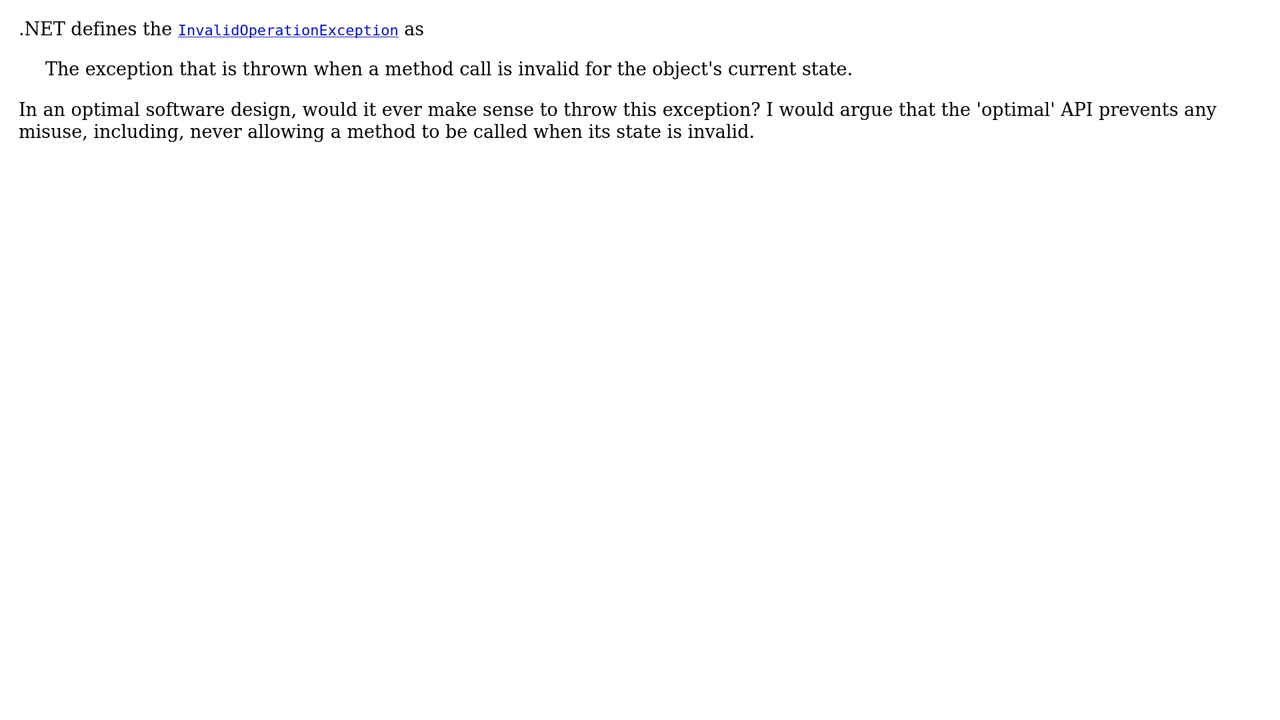 .NET defines the InvalidOperationException as
The exception that is thrown when a method call is invalid for the object's current state.
In an optimal software design, would it ever make sense to throw this exception? I would argue that the 'optimal' API prevents any
misuse, including, never allowing a method to be called when its state is invalid.